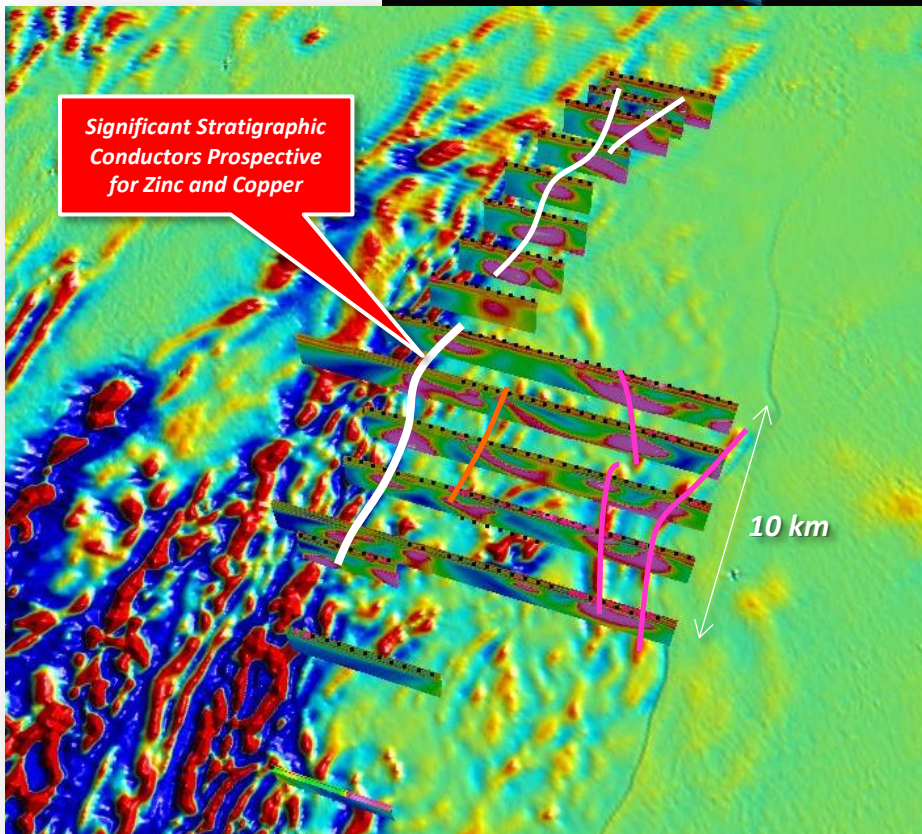 Significant Stratigraphic
Conductors Prospective
for Zinc and Copper
10 km